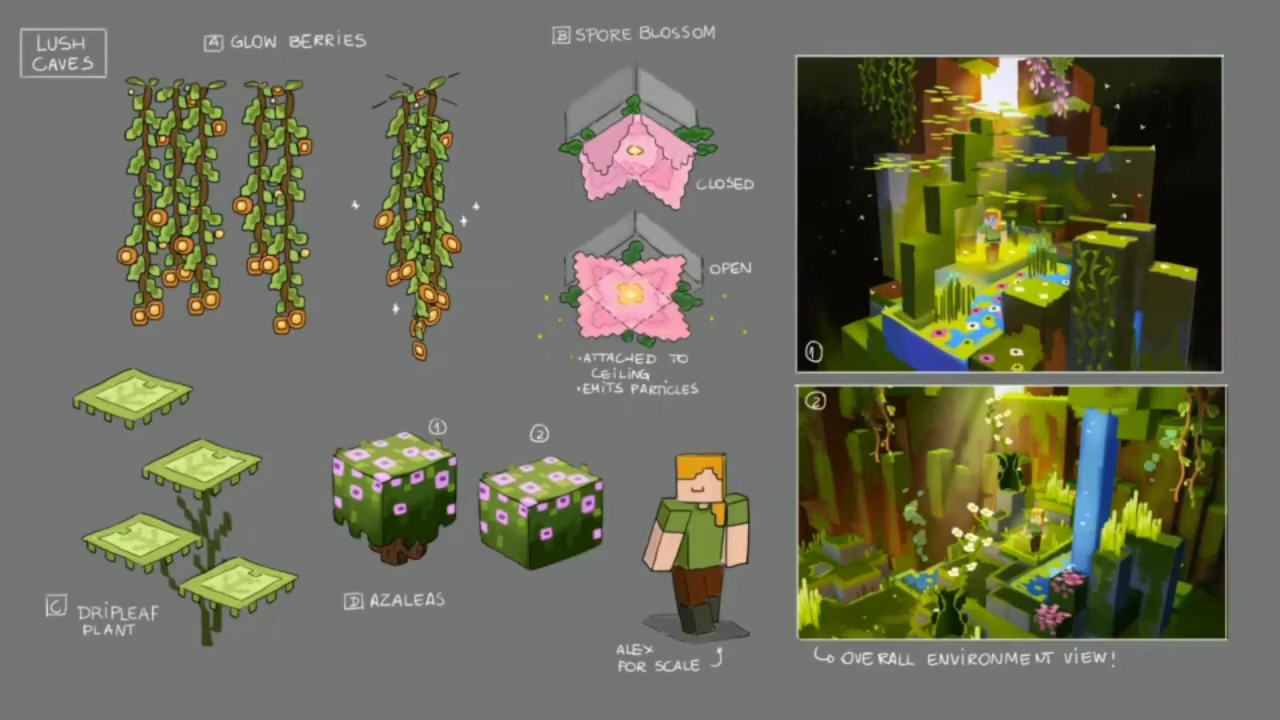 LUSH
CAVES
A GLOW BERRIES
B SPORE BLOSSOM
CLOSED
OPEN
•ATTACHED TO
CEILING
•EMITS PARTICLES
C DRIPLEAF
PLANT
1
2
D AZALEAS
ALEX
FOR SCALE
1
2
OVERALL ENVIRONMENT VIEW!